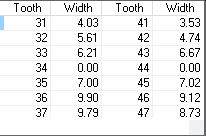 Tooth Width Tooth Width
31 4.03 41 3.53
32 5.61 42 4.74
33 6.21 43 6.67
34 0.00 44 0.00
35 7.00 45 7.02
36 9.90 46 9.12
37 9.79 47 8.73